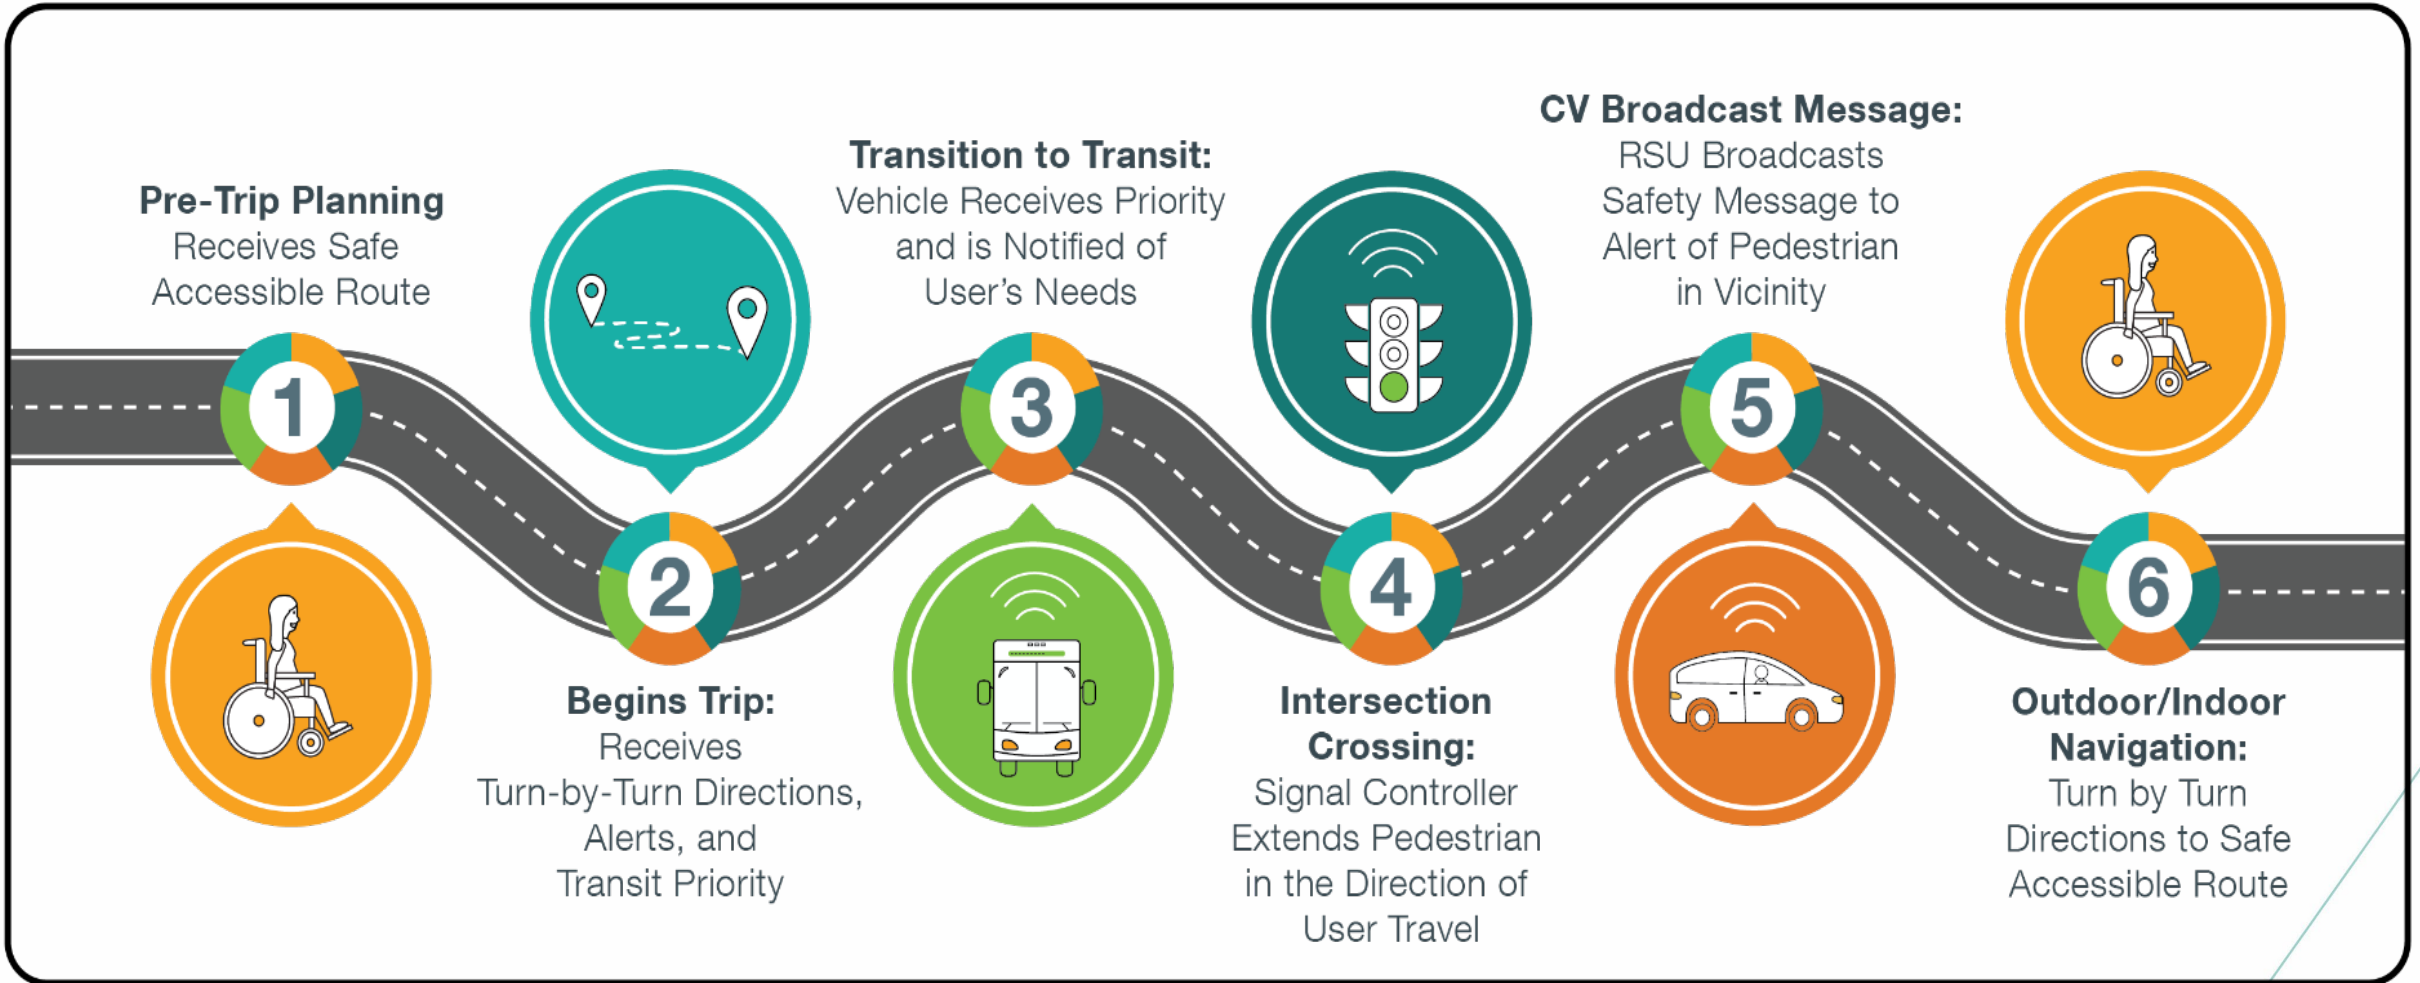 Pre-Trip Planning
Receives Safe
Accessible Route
1
2
Begins Trip:
Receives
Turn-by-Turn Directions,
Alerts, and
Transit Priority
Transition to Transit:
Vehicle Receives Priority
and is Notified of
User's Needs
3
4
Intersection
Crossing:
Signal Controller
Extends Pedestrian
in the Direction of
User Travel
CV Broadcast Message:
RSU Broadcasts
Safety Message to
Alert of Pedestrian
in Vicinity
5
6
Outdoor/Indoor
Navigation:
Turn by Turn
Directions to Safe
Accessible Route